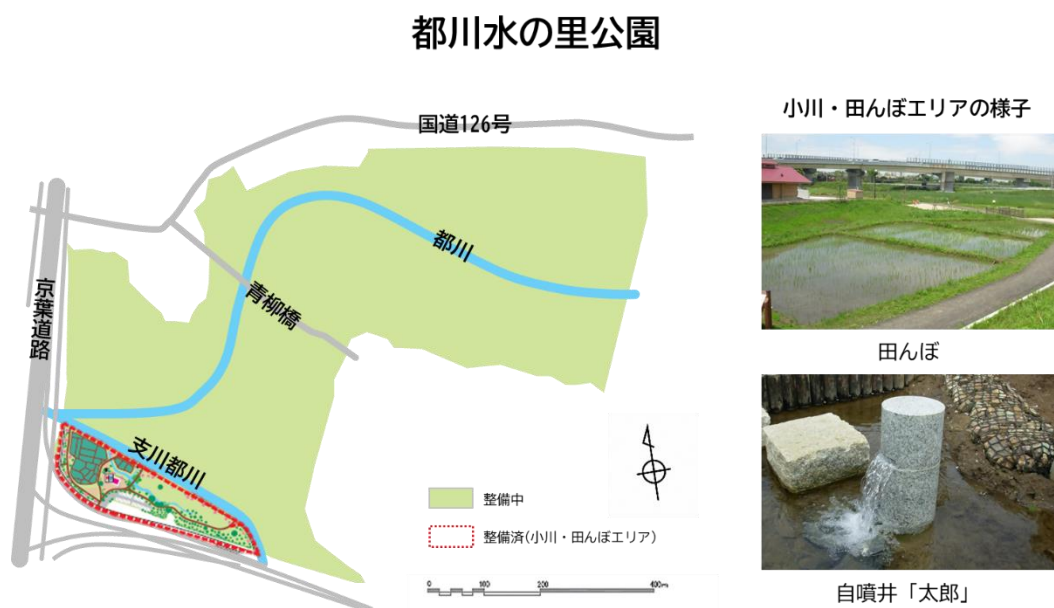 都川水の里公園
国道126号
都川
青柳橋
京葉道路
支川都川
整備中
整備済(小川・田んぼエリア)
0 100 200 400m
小川・田んぼエリアの様子
田んぼ
自噴井「太郎」